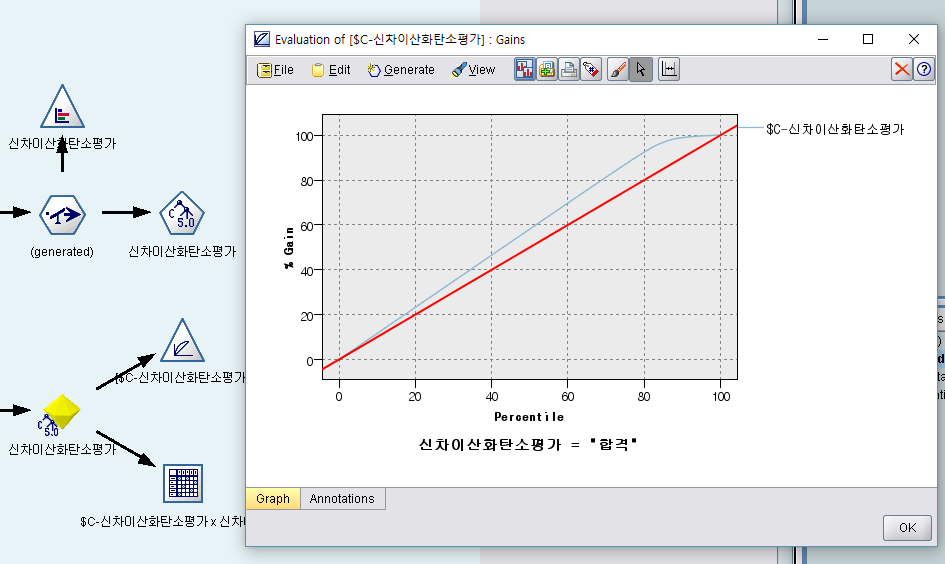 신차이산화탄소평가
(generated)
C 5.0
신차이산화탄소평가
[$C-신차이산화탄소평가
C 5.0
신차이산화탄소평가
$C-신차이산화탄소평가 x 신차
Evaluation of [$C-신차이산화탄소평가] : Gains
File Edit Generate View
% Gain
100
80
60
40
20
0
$C-신차이산화탄소평가
0 20 40 60 80 100
Percentile
신차이산화탄소평가 = "합격"
Graph Annotations
OK